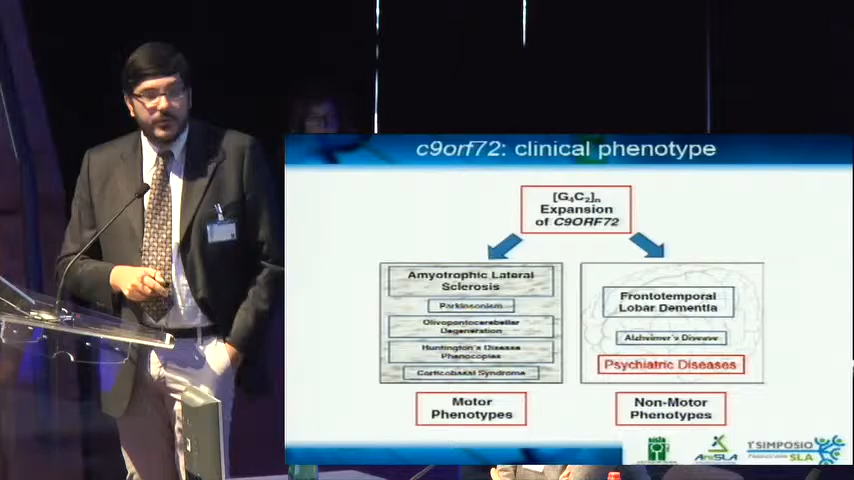 c9orf72: clinical phenotype
[G4C2]n
Expansion
of C9ORF72
Amyotrophic Lateral
Sclerosis
Parkinsonism
Olivopontocerebellar
Degeneration
Huntington's Disease
Phenocopies
Corticobasal Syndrome
Motor
Phenotypes
Frontotemporal
Lobar Dementia
Alzheimer's Disease
Psychiatric Diseases
Non-Motor
Phenotypes
SIMPOSIO
SLA